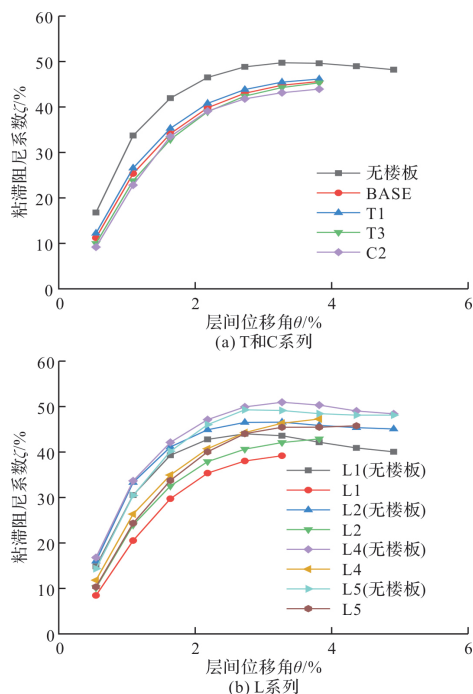 60
50
40
30
20
10
0
粘滞阻尼系数ζ/%
无楼板
BASE
T1
T3
C2
0 2 4 6
层间位移角θ/%
(a) T和C系列
60
50
40
30
20
10
0
粘滞阻尼系数ζ/%
L1(无楼板)
L1
L2(无楼板)
L2
L4(无楼板)
L4
L5(无楼板)
L5
0 2 4 6
层间位移角θ/%
(b) L系列